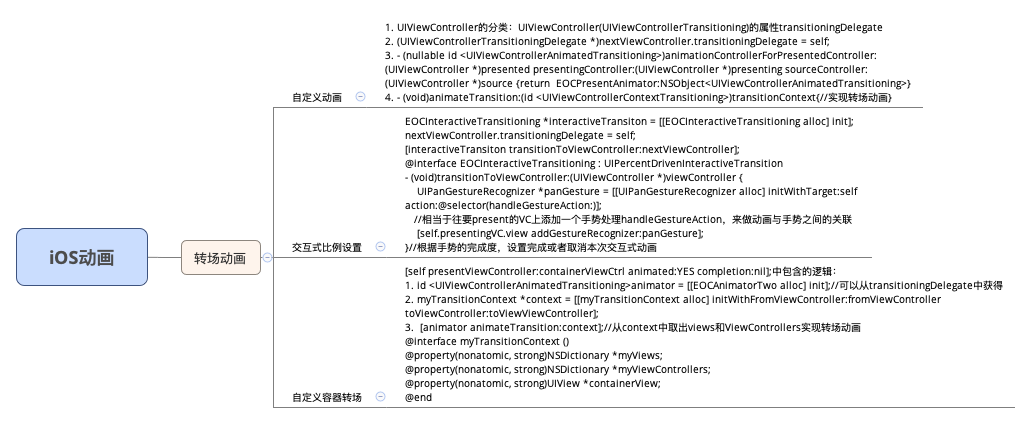 1. UIViewController的分类：UIViewController(UIViewControllerTransitioning)的属性transitioningDelegate
2. (UIViewControllerTransitioningDelegate *)nextViewController.transitioningDelegate = self;
3. - (nullable id <UIViewControllerAnimatedTransitioning>)animationControllerForPresentedController:
(UIViewController *)presented presentingController:(UIViewController *)presenting sourceController:
(UIViewController *)source {return  EOCPresentAnimator:NSObject<UIViewControllerAnimatedTransitioning>}
4. - (void)animateTransition:(id <UIViewControllerContextTransitioning>)transitionContext{//实现转场动画}
自定义动画
EOCInteractiveTransitioning *interactiveTransiton = [[EOCInteractiveTransitioning alloc] init];
nextViewController.transitioningDelegate = self;
[interactiveTransiton transitionToViewController:nextViewController];
@interface EOCInteractiveTransitioning : UIPercentDrivenInteractiveTransition
- (void)transitionToViewController:(UIViewController *)viewController {
UIPanGestureRecognizer *panGesture = [[UIPanGestureRecognizer alloc] initWithTarget:self
action:@selector(handleGestureAction:)];
//相当于往要present的VC上添加一个手势处理handleGestureAction，来做动画与手势之间的关联
[self.presentingVC.view addGestureRecognizer:panGesture];
}//根据手势的完成度，设置完成或者取消本次交互式动画
交互式比例设置
iOS动画
转场动画
[self presentViewController:containerViewCtrl animated:YES completion:nil];中包含的逻辑：
1. id <UIViewControllerAnimatedTransitioning>animator = [[EOCAnimatorTwo alloc] init];//可以从transitioningDelegate中获得
2. myTransitionContext *context = [[myTransitionContext alloc] initWithFromViewController:fromViewController
toViewController:toViewViewController];
3.  [animator animateTransition:context];//从context中取出views和ViewControllers实现转场动画
@interface myTransitionContext ()
@property(nonatomic, strong)NSDictionary *myViews;
@property(nonatomic, strong)NSDictionary *myViewControllers;
@property(nonatomic, strong)UIView *containerView;
@end
自定义容器转场